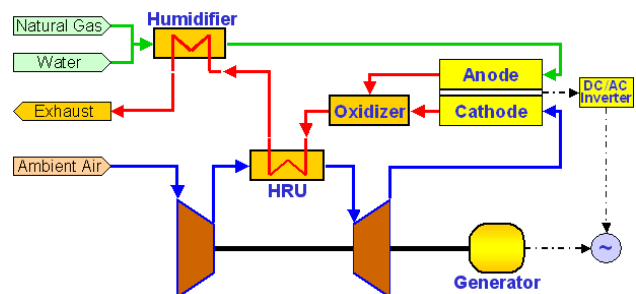 Natural Gas
Humidifier
Water
Anode
DC/AC
Inverter
Exhaust
Oxidizer
Cathode
Ambient Air
HRU
~
Generator